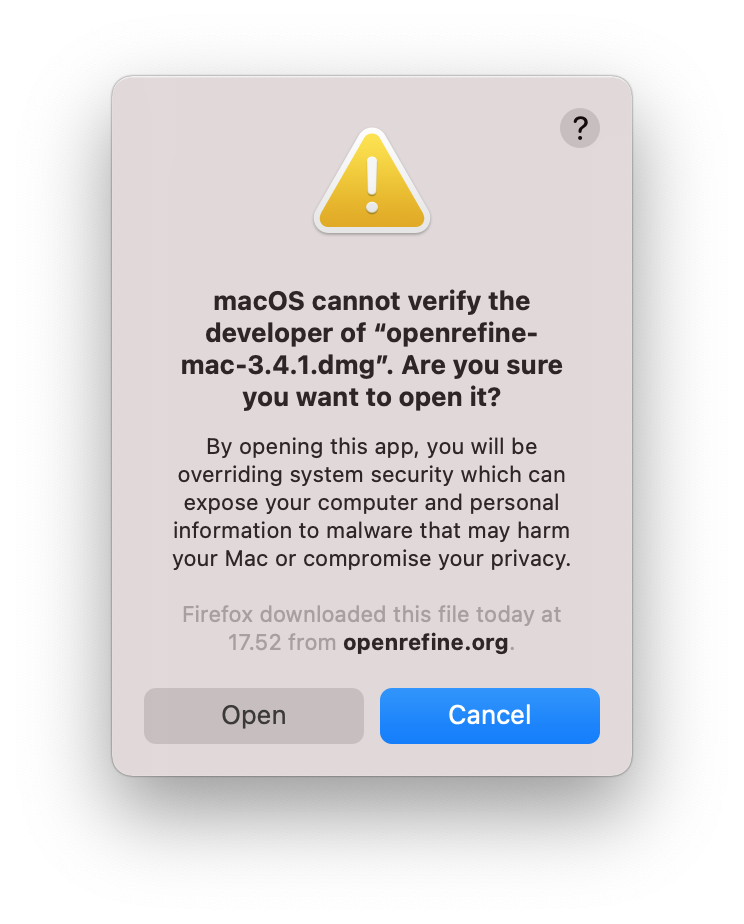 ?
macOS cannot verify the
developer of “openrefine-
mac-3.4.1.dmg”. Are you sure
you want to open it?
By opening this app, you will be
overriding system security which can
expose your computer and personal
information to malware that may harm
your Mac or compromise your privacy.
Firefox downloaded this file today at
17.52 from openrefine.org.
Open
Cancel